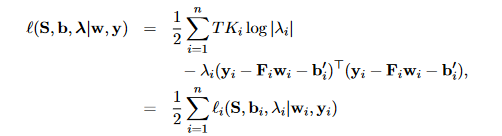 ℓ(S, b, λ|w, y) = 1/2 ∑_{i=1}^{n} TK_i log |λ_i|
− λ_i(y_i − F_i w_i − b′_i)^⊤(y_i − F_i w_i − b′_i),
= 1/2 ∑_{i=1}^{n} ℓ_i(S, b_i, λ|w_i, y_i)